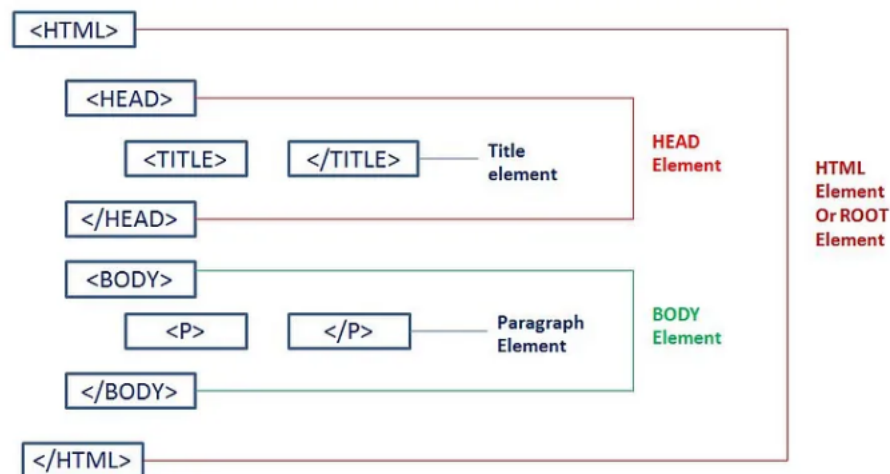 <HTML>
<HEAD>
<TITLE> </TITLE> Title
element
HEAD
Element
</HEAD>
HTML
Element
Or ROOT
Element
<BODY>
<P> </P> Paragraph
Element
BODY
Element
</BODY>
</HTML>